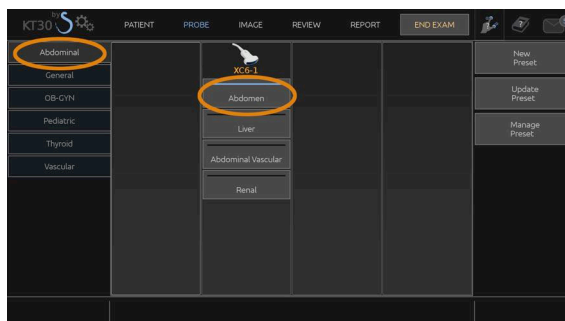 KT30 by S
PATIENT PROBE IMAGE REVIEW REPORT END EXAM
Abdominal
General
OB-GYN
Pediatric
Thyroid
Vascular
XC6-1
Abdomen
Liver
Abdominal Vascular
Renal
New
Preset
Update
Preset
Manage
Preset